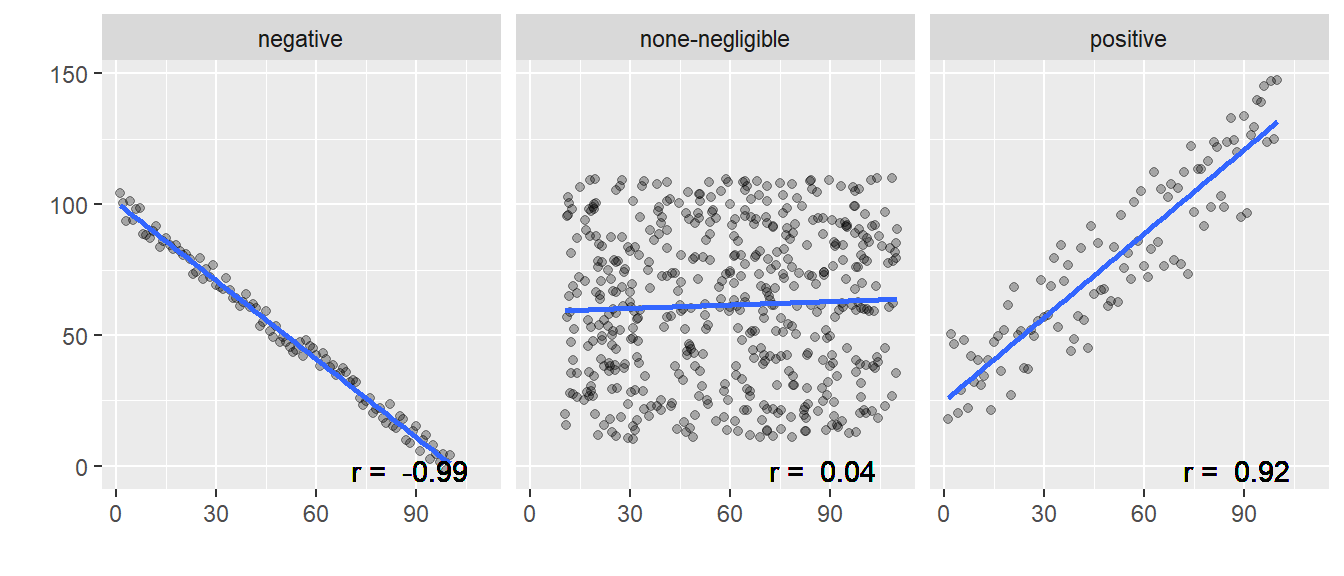 negative none-negligible positive
150
100
50
0
r = -0.99 r = 0.04 r = 0.92
0 30 60 90 0 30 60 90 0 30 60 90